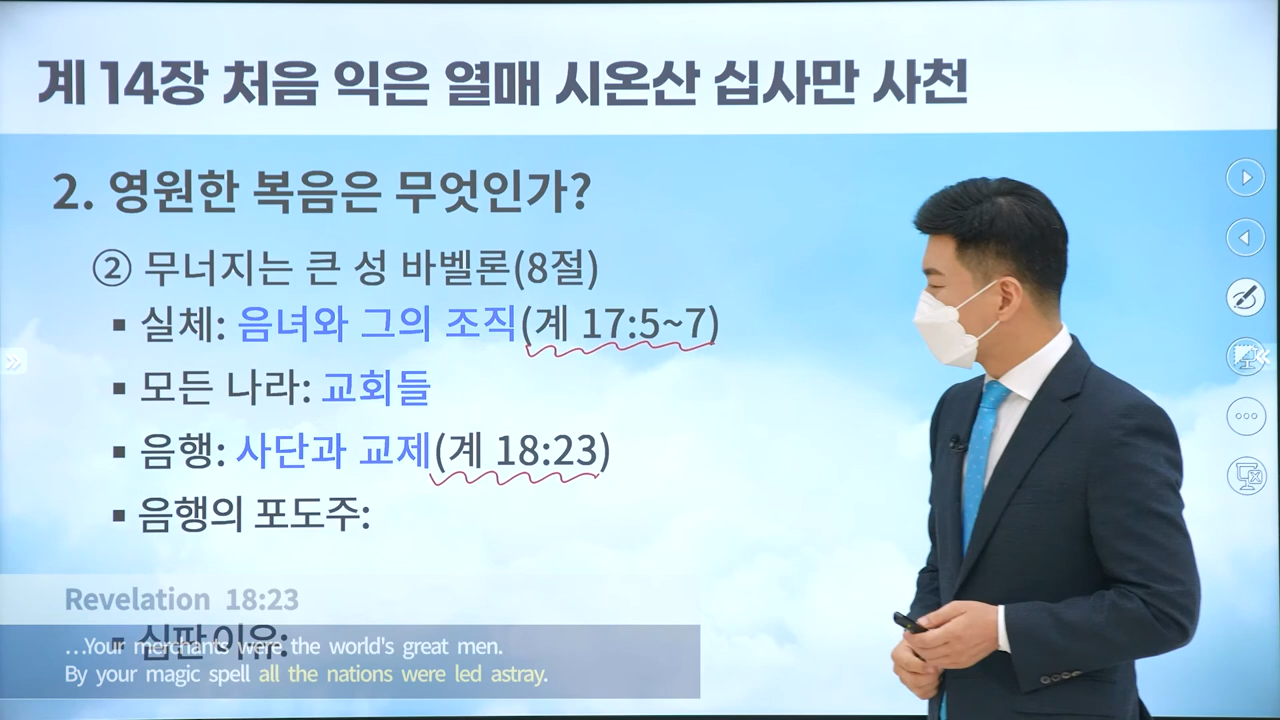 계 14장 처음 익은 열매 시온산 십사만 사천
2. 영원한 복음은 무엇인가?
② 무너지는 큰 성 바벨론(8절)
▪ 실체: 음녀와 그의 조직(계 17:5~7)
▪ 모든 나라: 교회들
▪ 음행: 사단과 교제(계 18:23)
▪ 음행의 포도주:
Revelation 18:23
▪ 심판 이유:
…Your merchants were the world's great men.
By your magic spell all the nations were led astray.